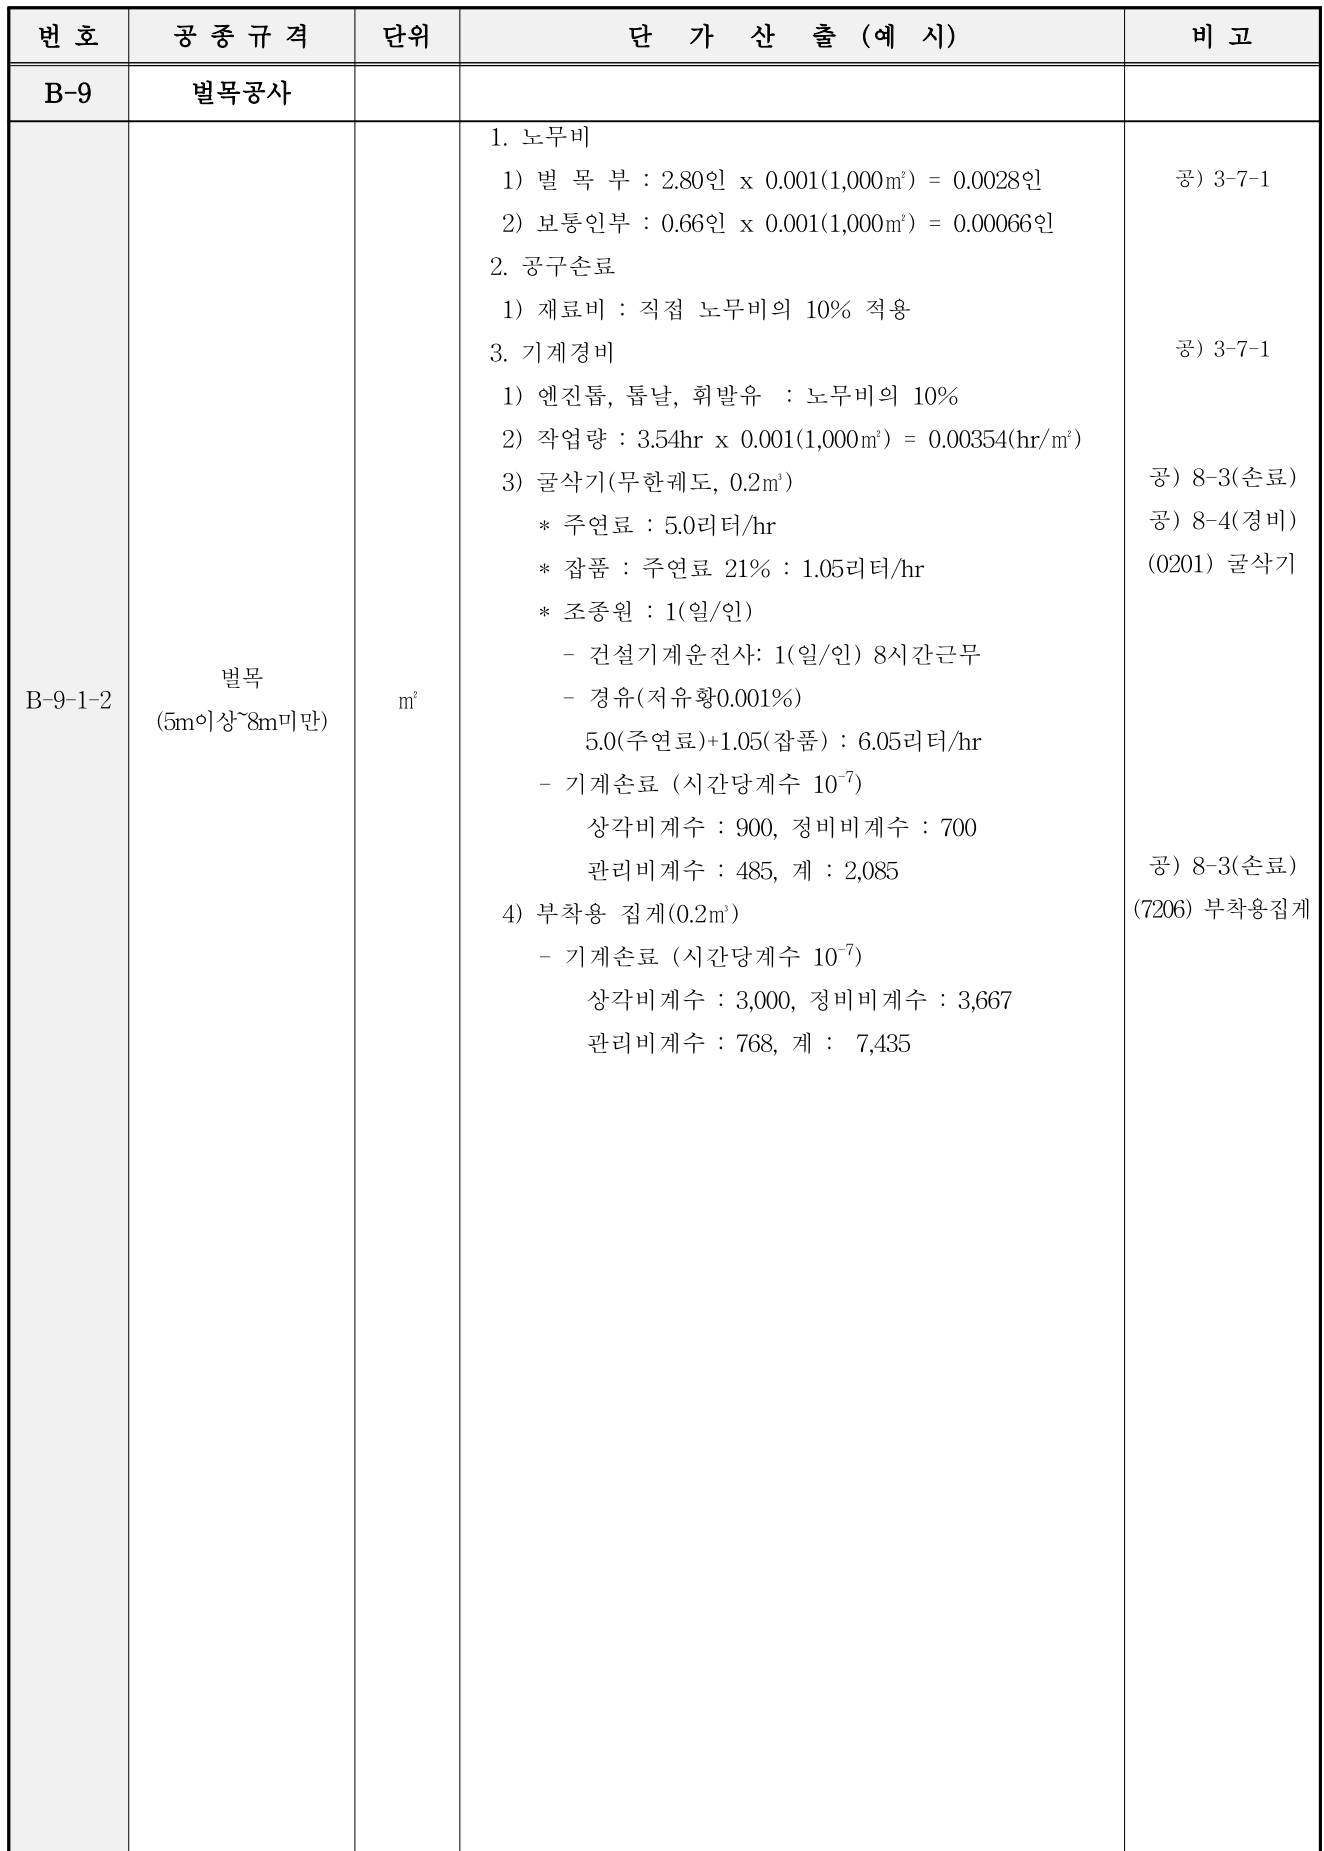 번 호 공 종 규 격 단위 단 가 산 출 (예 시) 비 고
B-9 벌목공사
1. 노무비
1) 벌 목 부 : 2.80인 x 0.001(1,000㎡) = 0.0028인 공) 3-7-1
2) 보통인부 : 0.66인 x 0.001(1,000㎡) = 0.00066인
2. 공구손료
1) 재료비 : 직접 노무비의 10% 적용
3. 기계경비 공) 3-7-1
1) 엔진톱, 톱날, 휘발유 : 노무비의 10%
2) 작업량 : 3.54hr x 0.001(1,000㎡) = 0.00354(hr/㎡)
3) 굴삭기(무한궤도, 0.2㎥) 공) 8-3(손료)
* 주연료 : 5.0리터/hr 공) 8-4(경비)
* 잡품 : 주연료 21% : 1.05리터/hr (0201) 굴삭기
* 조종원 : 1(일/인)
- 건설기계운전사: 1(일/인) 8시간근무
B-9-1-2 벌목 ㎡ - 경유(저유황0.001%)
(5m이상~8m미만)
5.0(주연료)+1.05(잡품) : 6.05리터/hr
- 기계손료 (시간당계수 10⁻⁷)
상각비계수 : 900, 정비비계수 : 700
관리비계수 : 485, 계 : 2,085 공) 8-3(손료)
4) 부착용 집게(0.2㎥) (7206) 부착용집게
- 기계손료 (시간당계수 10⁻⁷)
상각비계수 : 3,000, 정비비계수 : 3,667
관리비계수 : 768, 계 : 7,435